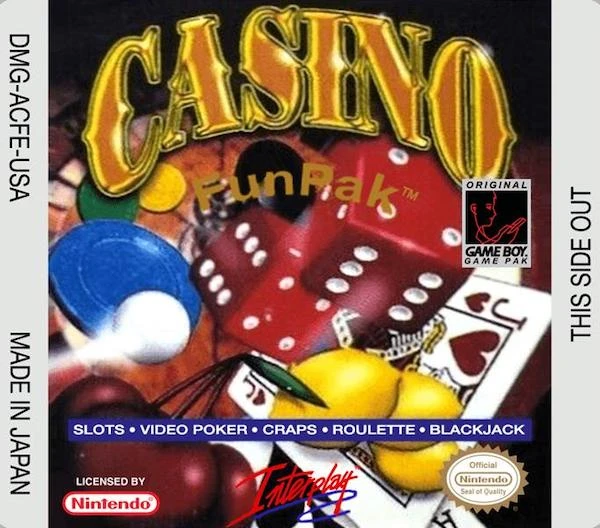 CASINO
FunPak™
ORIGINAL
GAME BOY.
GAME PAK
DMG-ACFE-USA
MADE IN JAPAN
THIS SIDE OUT
J
J
SLOTS • VIDEO POKER • CRAPS • ROULETTE • BLACKJACK
LICENSED BY
Nintendo®
Interplay
Official
Nintendo
Seal of Quality